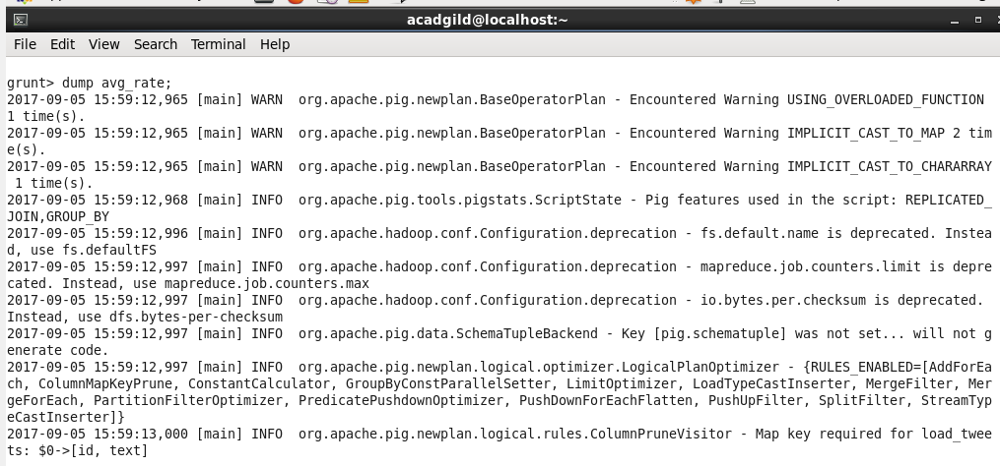 acadgild@localhost:~
File Edit View Search Terminal Help
grunt> dump avg_rate;
2017-09-05 15:59:12,965 [main] WARN  org.apache.pig.newplan.BaseOperatorPlan - Encountered Warning USING_OVERLOADED_FUNCTION
1 time(s).
2017-09-05 15:59:12,965 [main] WARN  org.apache.pig.newplan.BaseOperatorPlan - Encountered Warning IMPLICIT_CAST_TO_MAP 2 tim
e(s).
2017-09-05 15:59:12,965 [main] WARN  org.apache.pig.newplan.BaseOperatorPlan - Encountered Warning IMPLICIT_CAST_TO_CHARARRAY
 1 time(s).
2017-09-05 15:59:12,968 [main] INFO  org.apache.pig.tools.pigstats.ScriptState - Pig features used in the script: REPLICATED_
JOIN,GROUP_BY
2017-09-05 15:59:12,996 [main] INFO  org.apache.hadoop.conf.Configuration.deprecation - fs.default.name is deprecated. Instea
d, use fs.defaultFS
2017-09-05 15:59:12,997 [main] INFO  org.apache.hadoop.conf.Configuration.deprecation - mapreduce.job.counters.limit is depre
cated. Instead, use mapreduce.job.counters.max
2017-09-05 15:59:12,997 [main] INFO  org.apache.hadoop.conf.Configuration.deprecation - io.bytes.per.checksum is deprecated.
Instead, use dfs.bytes-per-checksum
2017-09-05 15:59:12,997 [main] INFO  org.apache.pig.data.SchemaTupleBackend - Key [pig.schematuple] was not set... will not g
enerate code.
2017-09-05 15:59:12,997 [main] INFO  org.apache.pig.newplan.logical.optimizer.LogicalPlanOptimizer - {RULES_ENABLED=[AddForEa
ch, ColumnMapKeyPrune, ConstantCalculator, GroupByConstParallelSetter, LimitOptimizer, LoadTypeCastInserter, MergeFilter, Mer
geForEach, PartitionFilterOptimizer, PredicatePushdownOptimizer, PushDownForEachFlatten, PushUpFilter, SplitFilter, StreamTyp
eCastInserter]}
2017-09-05 15:59:13,000 [main] INFO  org.apache.pig.newplan.logical.rules.ColumnPruneVisitor - Map key required for load_twee
ts: $0->[id, text]